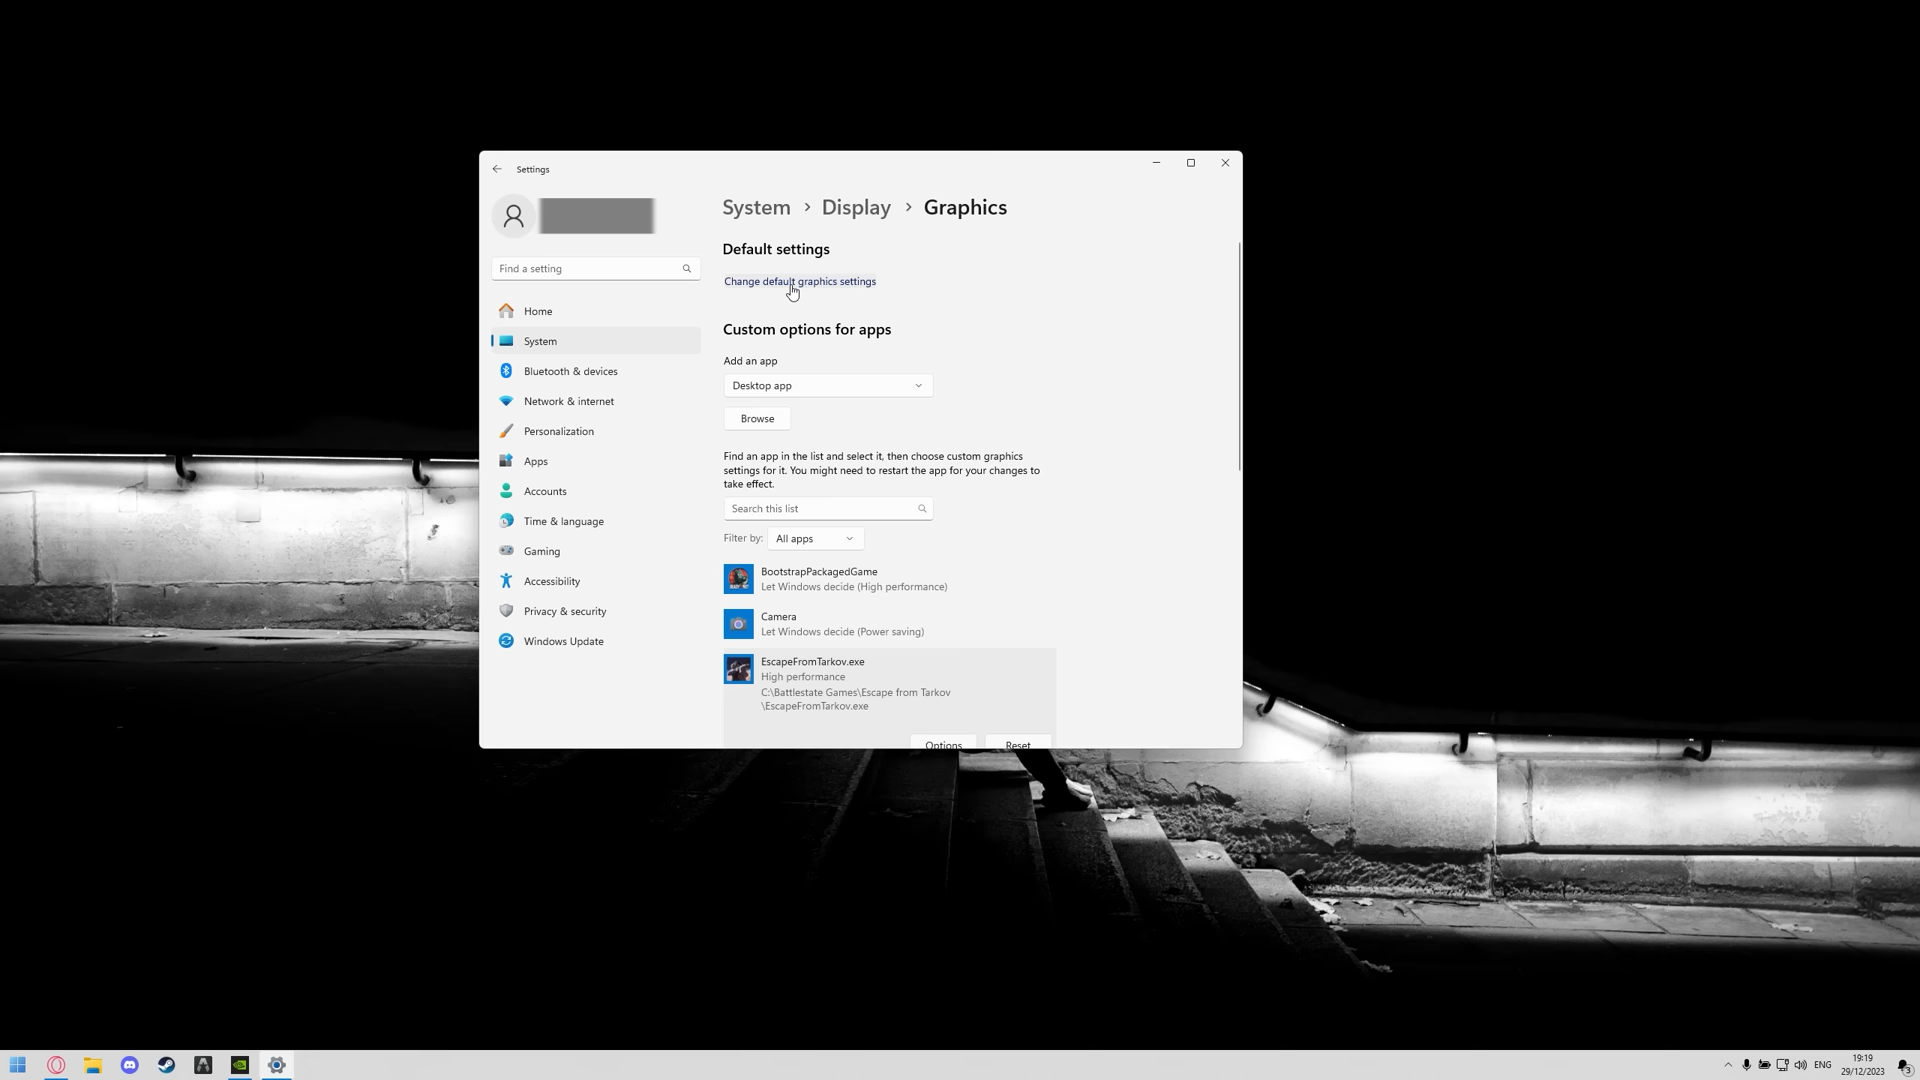 Settings
Find a setting
Home
System
Bluetooth & devices
Network & internet
Personalization
Apps
Accounts
Time & language
Gaming
Accessibility
Privacy & security
Windows Update
System > Display > Graphics
Default settings
Change default graphics settings
Custom options for apps
Add an app
Desktop app
Browse
Find an app in the list and select it, then choose custom graphics
settings for it. You might need to restart the app for your changes to
take effect.
Search this list
Filter by: All apps
BootstrapPackagedGame
Let Windows decide (High performance)
Camera
Let Windows decide (Power saving)
EscapeFromTarkov.exe
High performance
C:\Battlestate Games\Escape from Tarkov
\EscapeFromTarkov.exe
Options Reset
ENG
19:19
29/12/2023
3